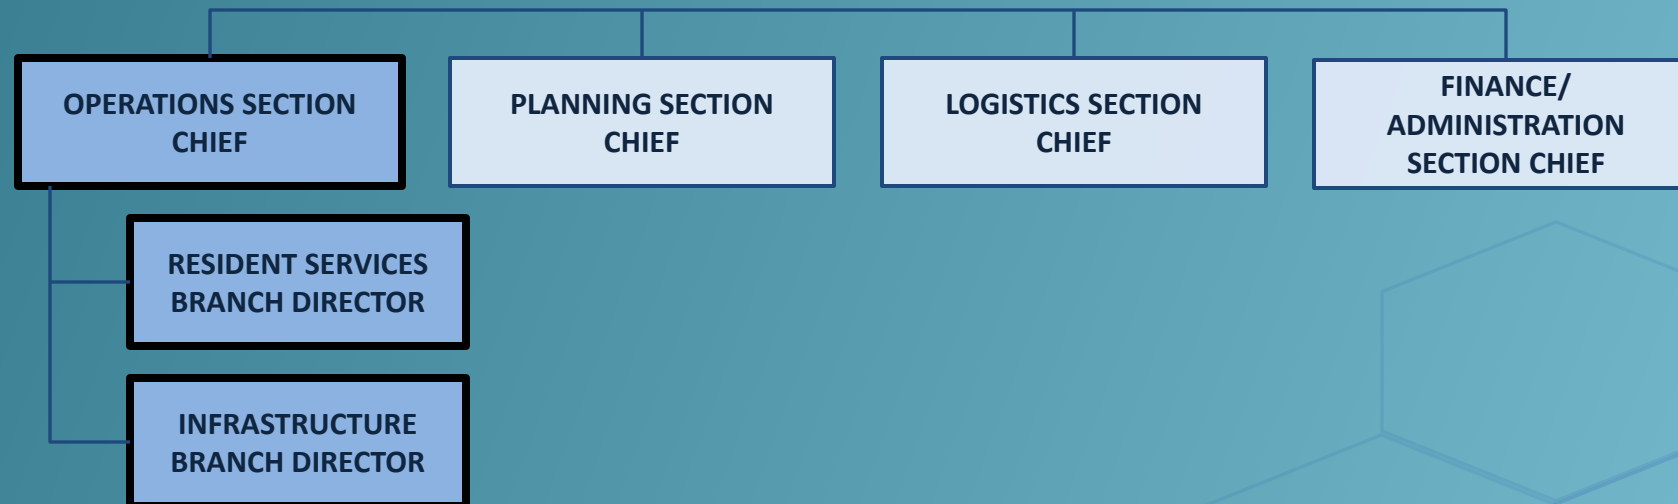 OPERATIONS SECTION
CHIEF
PLANNING SECTION
CHIEF
LOGISTICS SECTION
CHIEF
FINANCE/
ADMINISTRATION
SECTION CHIEF
RESIDENT SERVICES
BRANCH DIRECTOR
INFRASTRUCTURE
BRANCH DIRECTOR